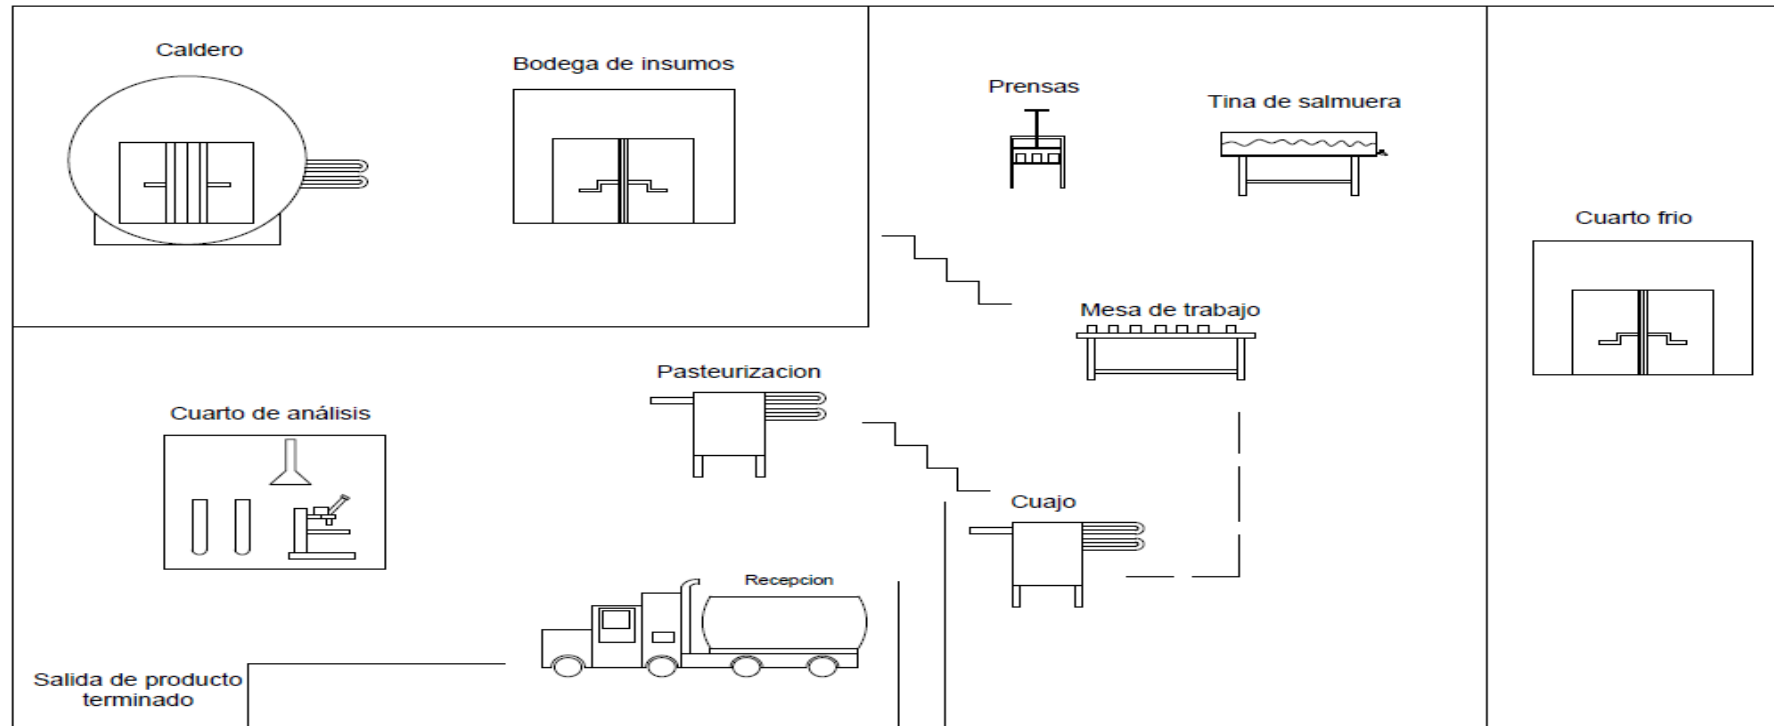 Caldero
Bodega de insumos
Prensas
Tina de salmuera
Cuarto frio
Mesa de trabajo
Pasteurizacion
Cuarto de análisis
Cuajo
Recepcion
Salida de producto
terminado